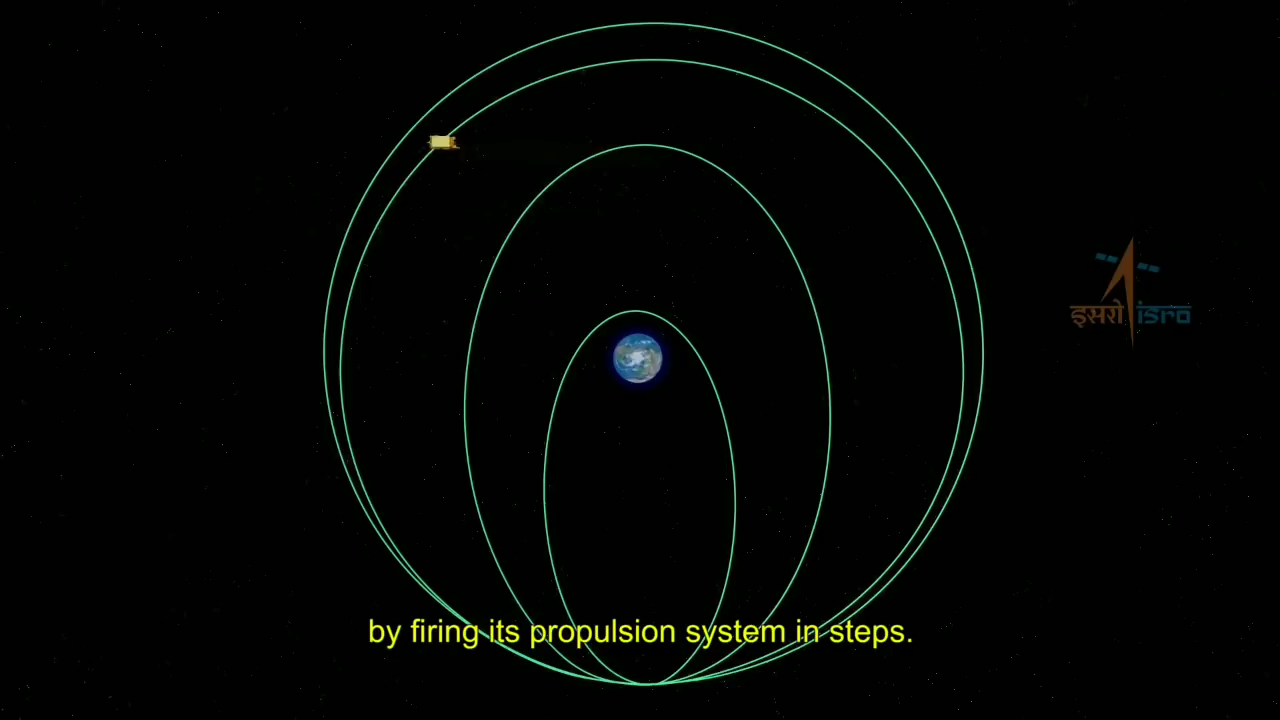 इसरो isro
by firing its propulsion system in steps.